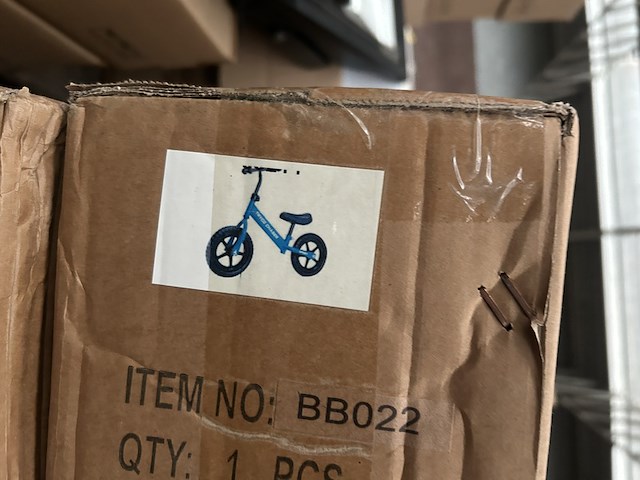 ITEM NO: BB022
QTY: 1 PCS